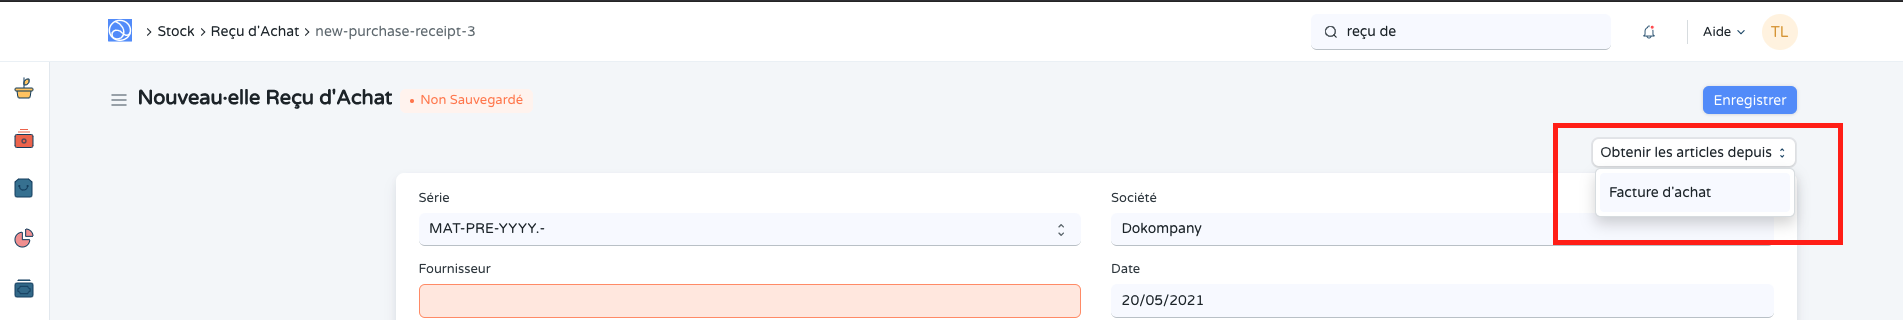 Stock > Reçu d'Achat > new-purchase-receipt-3
reçu de
Aide
TL
Nouveau·elle Reçu d'Achat
Non Sauvegardé
Enregistrer
Obtenir les articles depuis
Facture d'achat
Série
MAT-PRE-YYYY.-
Société
Dokompany
Fournisseur
Date
20/05/2021